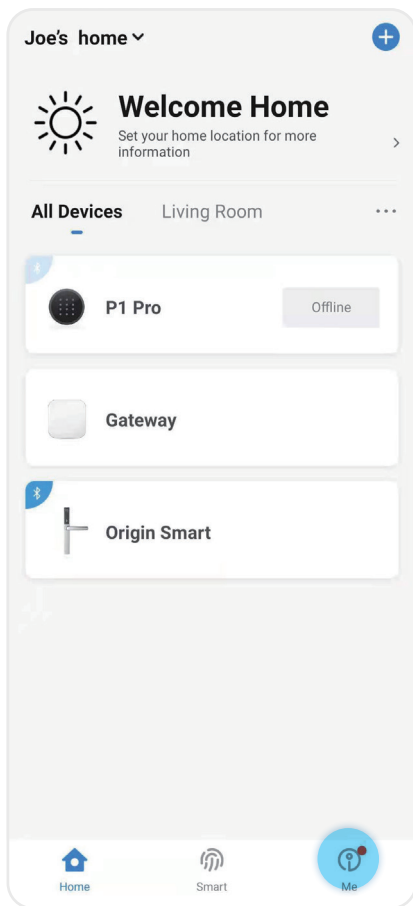 Joe's home
Welcome Home
Set your home location for more
information
All Devices Living Room
P1 Pro
Offline
Gateway
Origin Smart
Home Smart Me